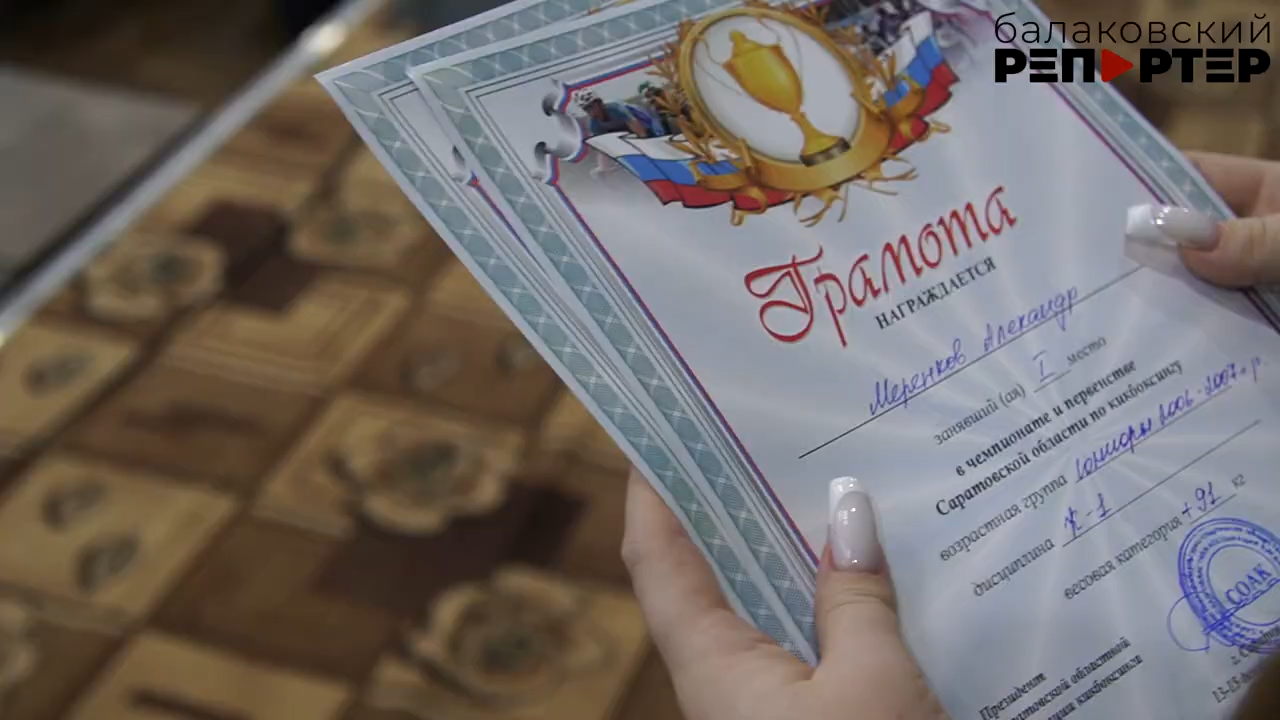 балаковский
РЕПОРТЕР
Грамота
НАГРАЖДАЕТСЯ
Меренков Александр
занявший (ая) I место
в чемпионате и первенстве
Саратовской области по кикбоксингу
возрастная группа Юниоры 2006-2007 г.р.
дисциплина К-1
весовая категория +91 кг
СОАК
Президент